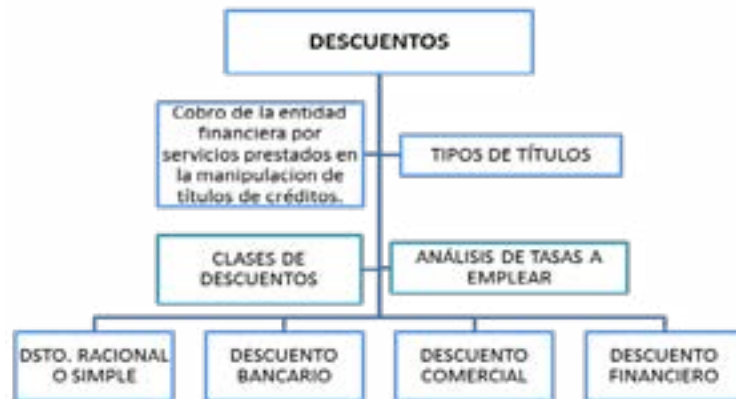 DESCUENTOS
Cobro de la entidad
financiera por
servicios prestados en
la manipulacion de
títulos de créditos.
TIPOS DE TÍTULOS
CLASES DE
DESCUENTOS
ANÁLISIS DE TASAS A
EMPLEAR
DSTO. RACIONAL
O SIMPLE
DESCUENTO
BANCARIO
DESCUENTO
COMERCIAL
DESCUENTO
FINANCIERO